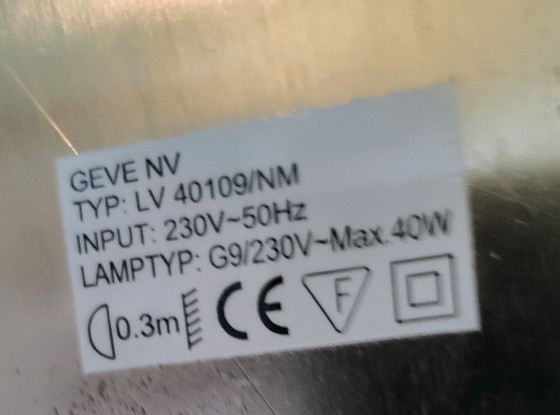 GEVE NV
TYP: LV 40109/NM
INPUT: 230V~50Hz
LAMPTYP: G9/230V~Max.40W
0.3m CE F